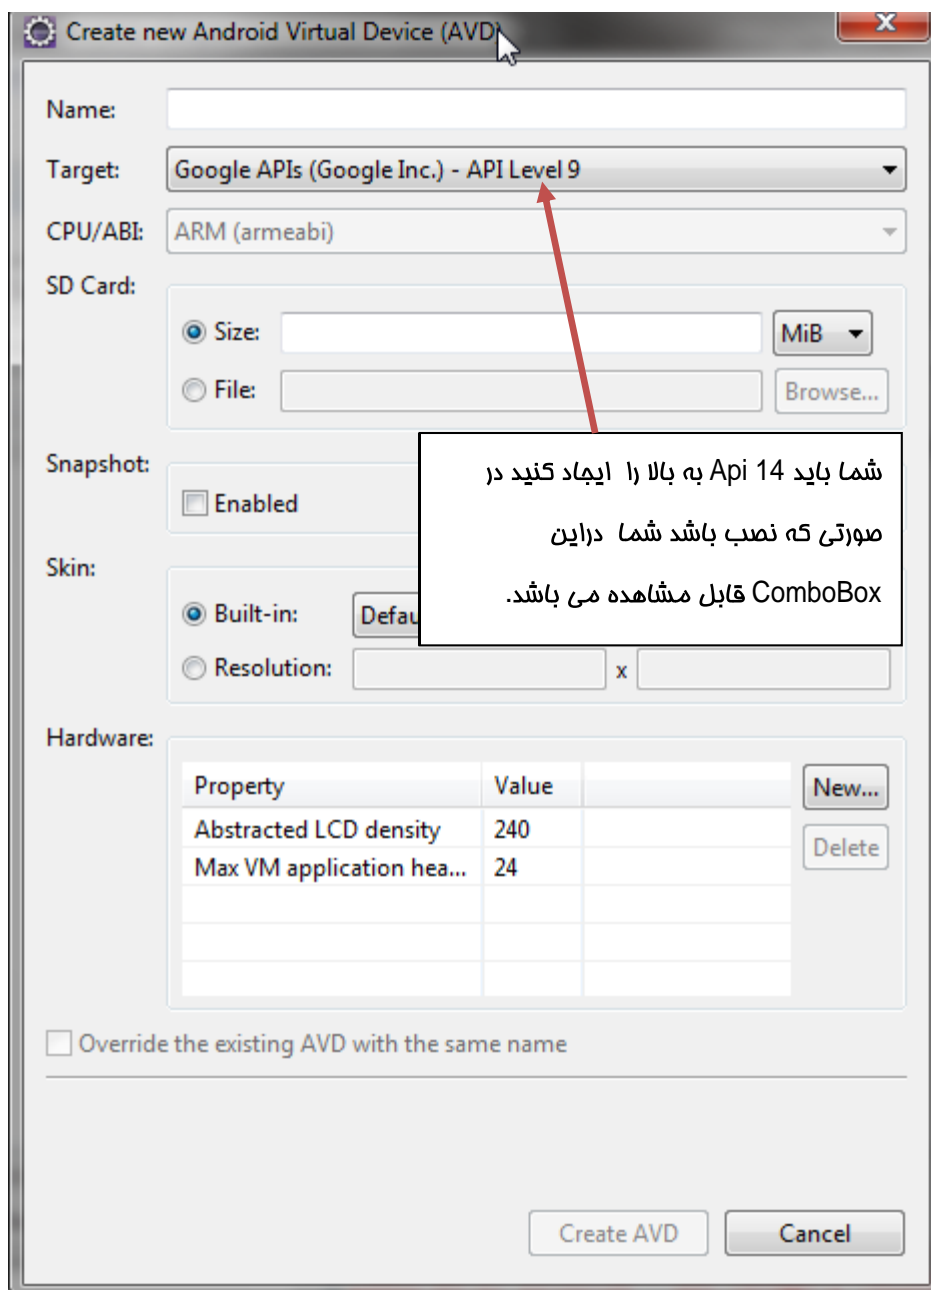 Create new Android Virtual Device (AVD)
Name:
Target: Google APIs (Google Inc.) - API Level 9
CPU/ABI: ARM (armeabi)
SD Card:
Size: MiB
File: Browse...
Snapshot:
Enabled
شما باید Api 14 به بالا را ایجاد کنید در
صورتی که نصب باشد شما دراین
ComboBox قابل مشاهده می باشد.
Skin:
Built-in:
Resolution: x
Hardware:
Property Value New...
Abstracted LCD density 240
Delete
Max VM application hea... 24
Override the existing AVD with the same name
Create AVD Cancel